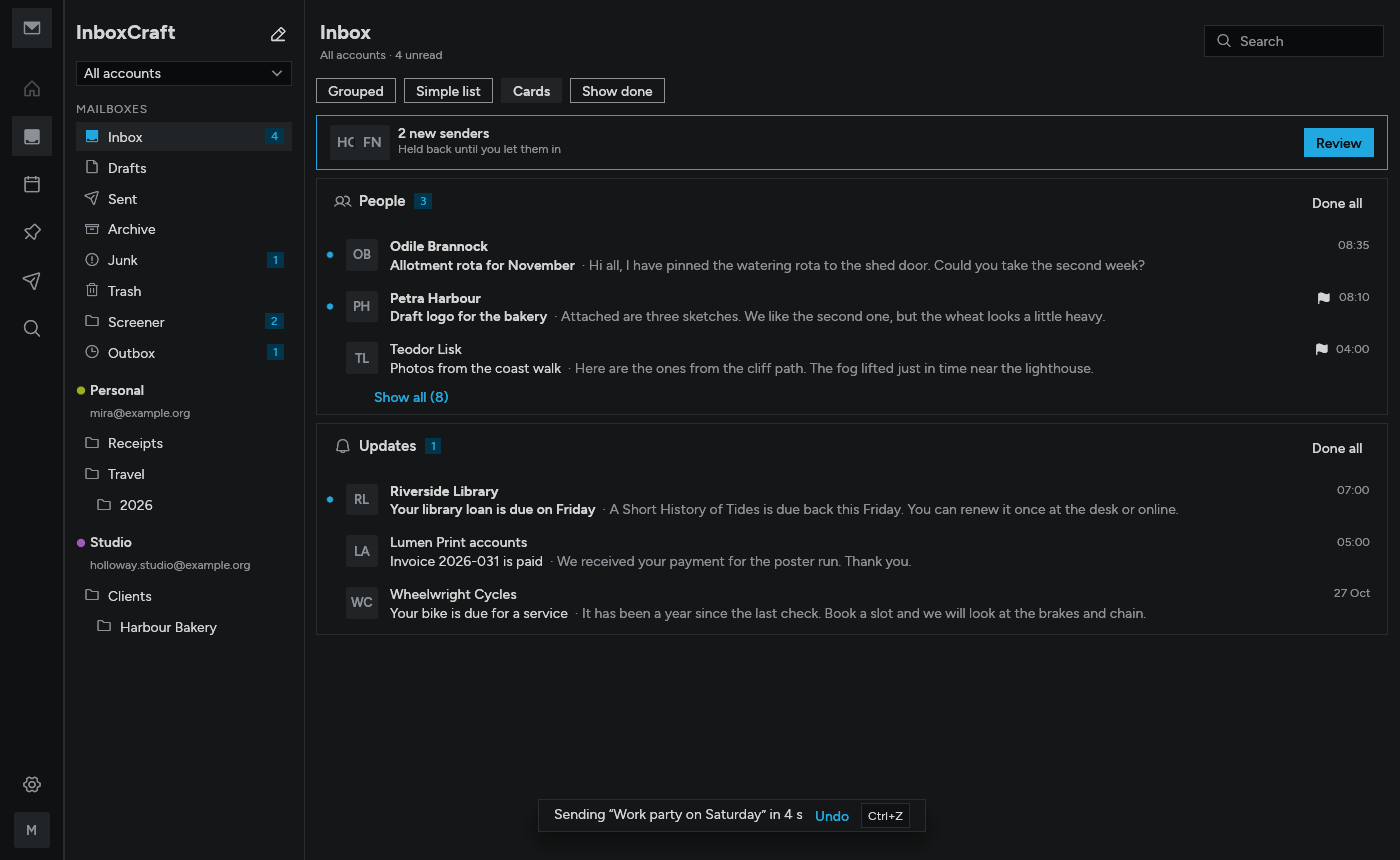 InboxCraft
All accounts
MAILBOXES
Inbox 4
Drafts
Sent
Archive
Junk 1
Trash
Screener 2
Outbox 1
Personal
mira@example.org
Receipts
Travel
2026
Studio
holloway.studio@example.org
Clients
Harbour Bakery
M
Inbox
All accounts · 4 unread
Search
Grouped Simple list Cards Show done
HC FN
2 new senders
Held back until you let them in
Review
People 3
Done all
OB
Odile Brannock
08:35
Allotment rota for November · Hi all, I have pinned the watering rota to the shed door. Could you take the second week?
PH
Petra Harbour
08:10
Draft logo for the bakery · Attached are three sketches. We like the second one, but the wheat looks a little heavy.
TL
Teodor Lisk
04:00
Photos from the coast walk · Here are the ones from the cliff path. The fog lifted just in time near the lighthouse.
Show all (8)
Updates 1
Done all
RL
Riverside Library
07:00
Your library loan is due on Friday · A Short History of Tides is due back this Friday. You can renew it once at the desk or online.
LA
Lumen Print accounts
05:00
Invoice 2026-031 is paid · We received your payment for the poster run. Thank you.
WC
Wheelwright Cycles
27 Oct
Your bike is due for a service · It has been a year since the last check. Book a slot and we will look at the brakes and chain.
Sending “Work party on Saturday” in 4 s Undo Ctrl+Z